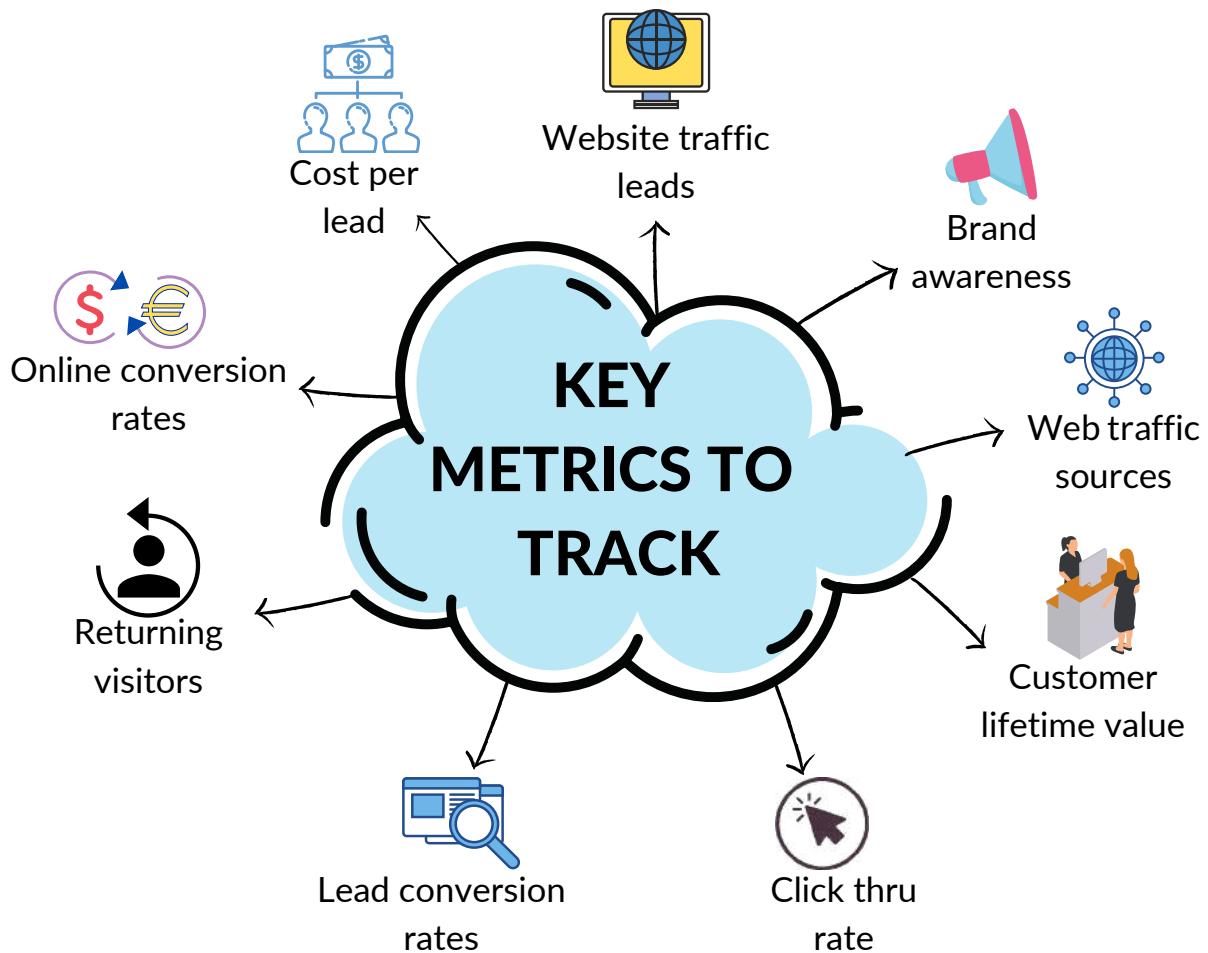 Website traffic
leads
Cost per
lead
Brand
awareness
Online conversion
rates
KEY
METRICS TO
TRACK
Web traffic
sources
Returning
visitors
Customer
lifetime value
Lead conversion
rates
Click thru
rate
$
$
€